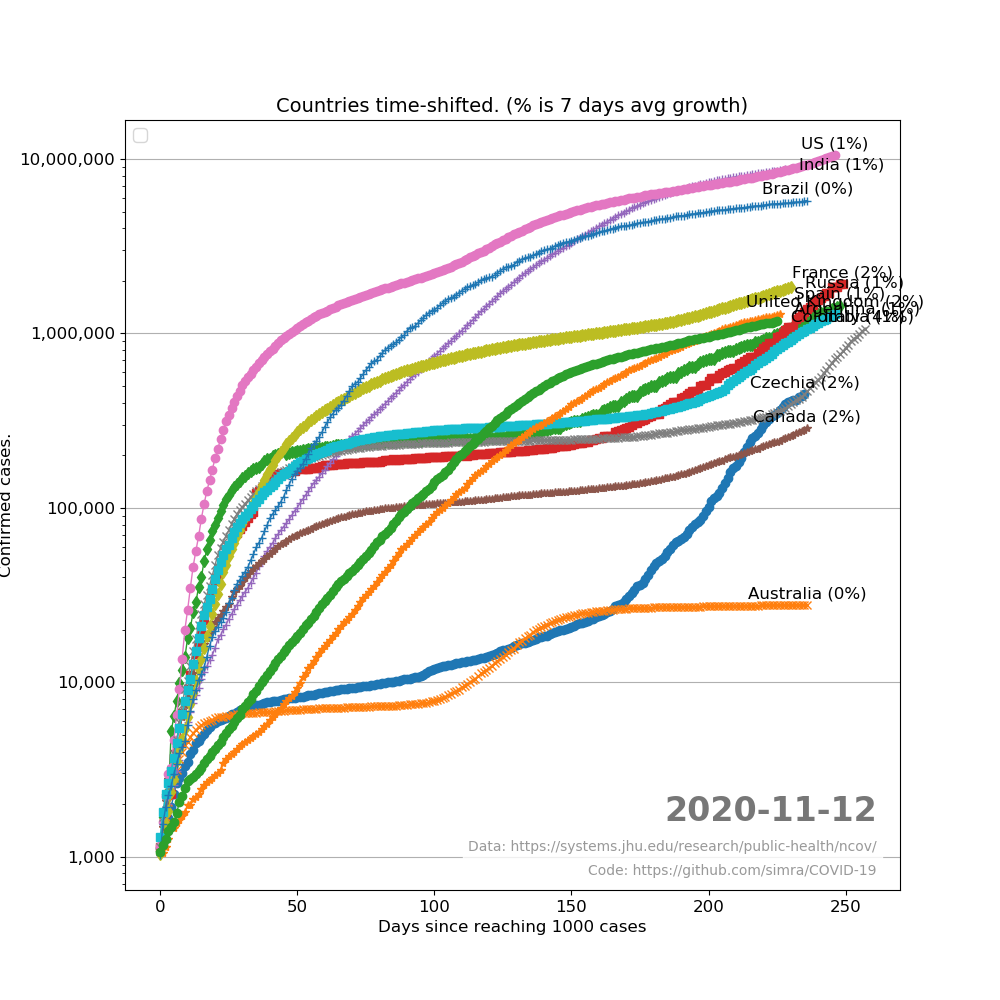 Countries time-shifted. (% is 7 days avg growth)
US (1%)
10,000,000
India (1%)
Brazil (0%)
France (2%)
Russia (1%)
Spain (1%)
United Kingdom (2%)
1,000,000
Czechia (2%)
Canada (2%)
100,000
Confirmed cases.
Australia (0%)
10,000
2020-11-12
Data: https://systems.jhu.edu/research/public-health/ncov/
1,000
Code: https://github.com/simra/COVID-19
0 50 100 150 200 250
Days since reaching 1000 cases